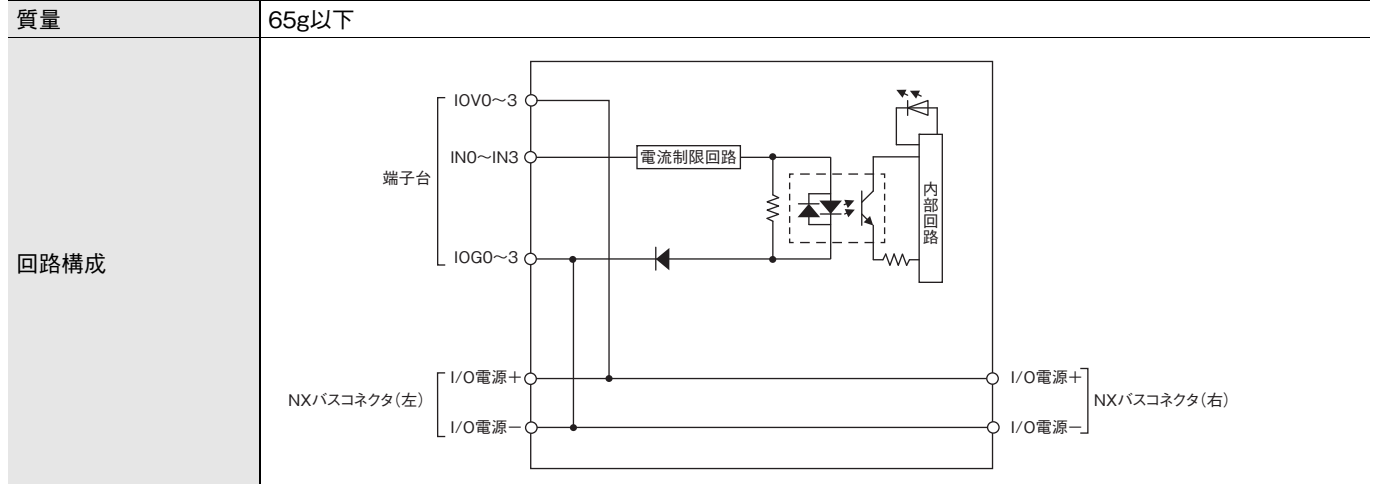 質量
65g以下
回路構成
端子台
IOV0～3
IN0～IN3
IOG0～3
電流制限回路
内部回路
NXバスコネクタ（左）
I/O電源＋
I/O電源－
I/O電源＋
I/O電源－
NXバスコネクタ（右）